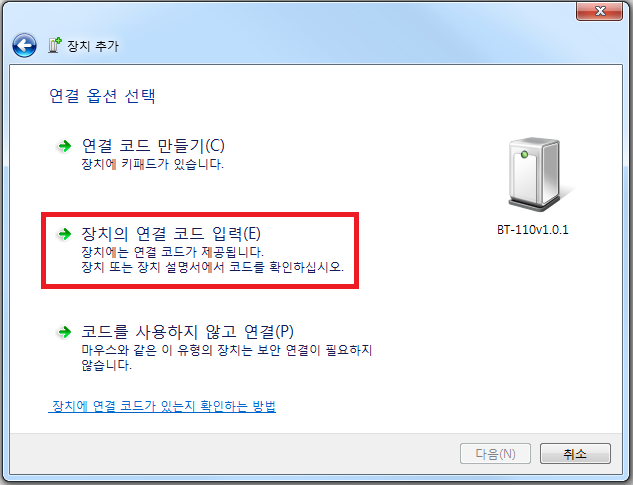 장치 추가
연결 옵션 선택
연결 코드 만들기(C)
장치에 키패드가 있습니다.
장치의 연결 코드 입력(E)
장치에는 연결 코드가 제공됩니다.
장치 또는 장치 설명서에서 코드를 확인하십시오.
BT-110v1.0.1
코드를 사용하지 않고 연결(P)
마우스와 같은 이 유형의 장치는 보안 연결이 필요하지
않습니다.
장치에 연결 코드가 있는지 확인하는 방법
다음(N)
취소